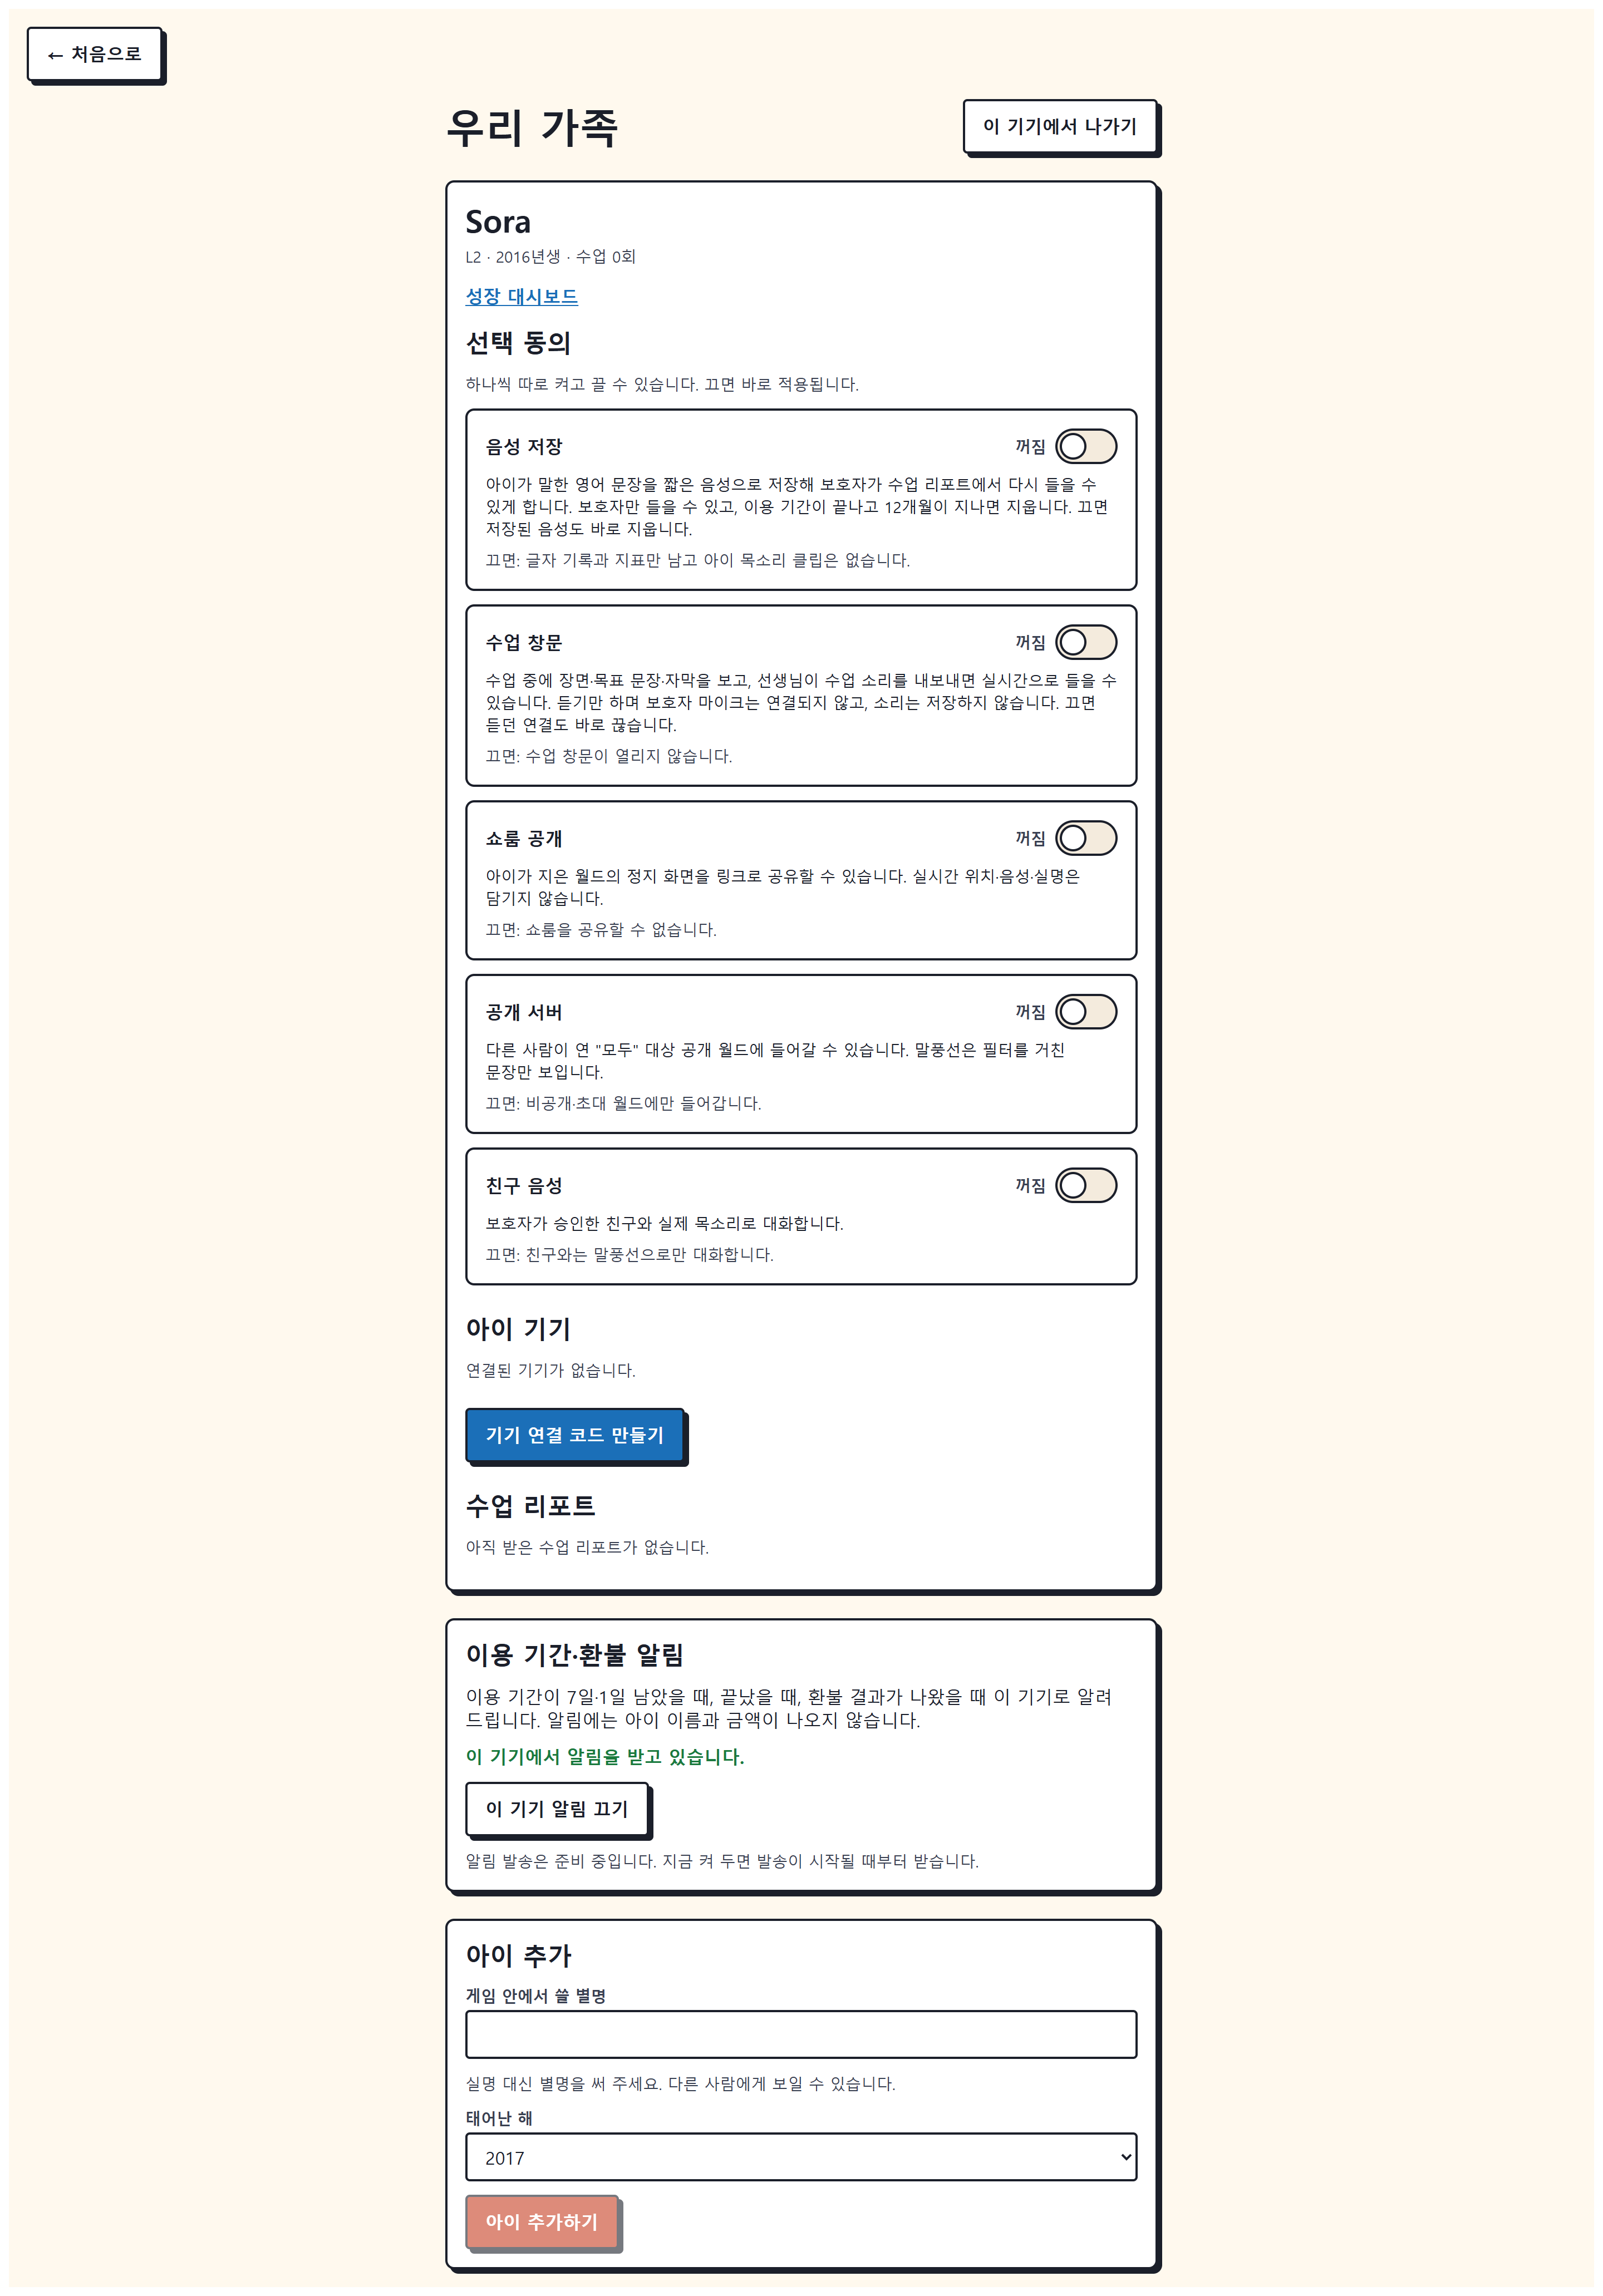 ← 처음으로
우리 가족
이 기기에서 나가기
Sora
L2 · 2016년생 · 수업 0회
성장 대시보드
선택 동의
하나씩 따로 켜고 끌 수 있습니다. 끄면 바로 적용됩니다.
음성 저장
꺼짐
아이가 말한 영어 문장을 짧은 음성으로 저장해 보호자가 수업 리포트에서 다시 들을 수
있게 합니다. 보호자만 들을 수 있고, 이용 기간이 끝나고 12개월이 지나면 지웁니다. 끄면
저장된 음성도 바로 지웁니다.
끄면: 글자 기록과 지표만 남고 아이 목소리 클립은 없습니다.
수업 창문
꺼짐
수업 중에 장면·목표 문장·자막을 보고, 선생님이 수업 소리를 내보내면 실시간으로 들을 수
있습니다. 듣기만 하며 보호자 마이크는 연결되지 않고, 소리는 저장하지 않습니다. 끄면
듣던 연결도 바로 끊습니다.
끄면: 수업 창문이 열리지 않습니다.
쇼룸 공개
꺼짐
아이가 지은 월드의 정지 화면을 링크로 공유할 수 있습니다. 실시간 위치·음성·실명은
담기지 않습니다.
끄면: 쇼룸을 공유할 수 없습니다.
공개 서버
꺼짐
다른 사람이 연 "모두" 대상 공개 월드에 들어갈 수 있습니다. 말풍선은 필터를 거친
문장만 보입니다.
끄면: 비공개·초대 월드에만 들어갑니다.
친구 음성
꺼짐
보호자가 승인한 친구와 실제 목소리로 대화합니다.
끄면: 친구와는 말풍선으로만 대화합니다.
아이 기기
연결된 기기가 없습니다.
기기 연결 코드 만들기
수업 리포트
아직 받은 수업 리포트가 없습니다.
이용 기간·환불 알림
이용 기간이 7일·1일 남았을 때, 끝났을 때, 환불 결과가 나왔을 때 이 기기로 알려
드립니다. 알림에는 아이 이름과 금액이 나오지 않습니다.
이 기기에서 알림을 받고 있습니다.
이 기기 알림 끄기
알림 발송은 준비 중입니다. 지금 켜 두면 발송이 시작될 때부터 받습니다.
아이 추가
게임 안에서 쓸 별명
실명 대신 별명을 써 주세요. 다른 사람에게 보일 수 있습니다.
태어난 해
2017
아이 추가하기